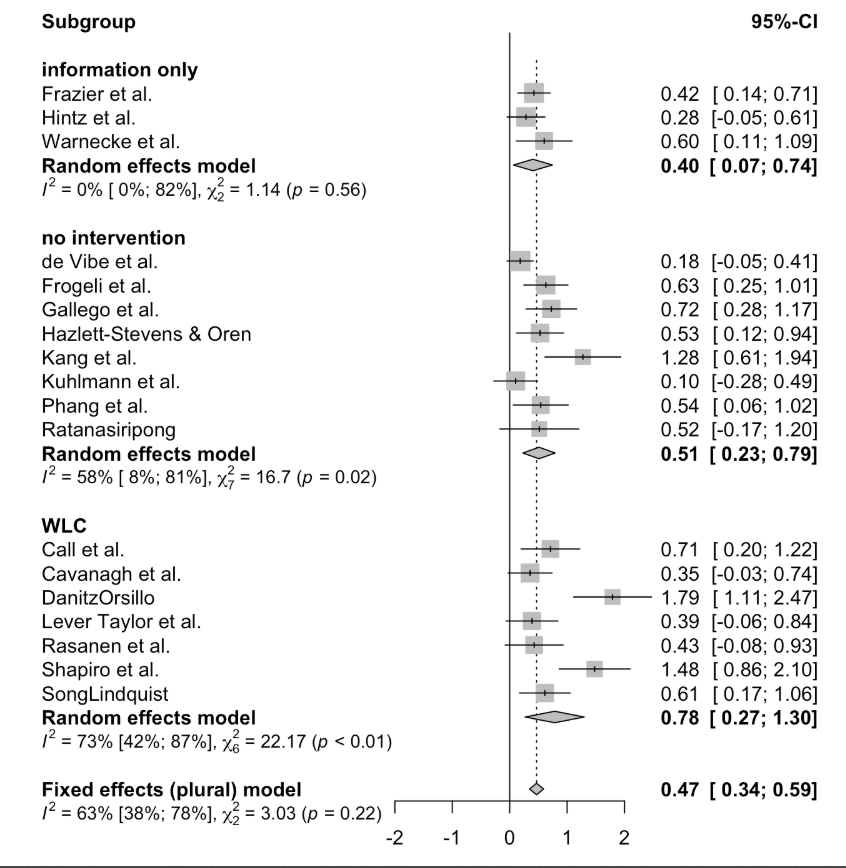 Subgroup 95%-CI
information only
Frazier et al. 0.42 [ 0.14; 0.71]
Hintz et al. 0.28 [-0.05; 0.61]
Warnecke et al. 0.60 [ 0.11; 1.09]
Random effects model 0.40 [ 0.07; 0.74]
I² = 0% [ 0%; 82%], χ²₂ = 1.14 (p = 0.56)
no intervention
de Vibe et al. 0.18 [-0.05; 0.41]
Frogeli et al. 0.63 [ 0.25; 1.01]
Gallego et al. 0.72 [ 0.28; 1.17]
Hazlett-Stevens & Oren 0.53 [ 0.12; 0.94]
Kang et al. 1.28 [ 0.61; 1.94]
Kuhlmann et al. 0.10 [-0.28; 0.49]
Phang et al. 0.54 [ 0.06; 1.02]
Ratanasiripong 0.52 [-0.17; 1.20]
Random effects model 0.51 [ 0.23; 0.79]
I² = 58% [ 8%; 81%], χ²₇ = 16.7 (p = 0.02)
WLC
Call et al. 0.71 [ 0.20; 1.22]
Cavanagh et al. 0.35 [-0.03; 0.74]
DanitzOrsillo 1.79 [ 1.11; 2.47]
Lever Taylor et al. 0.39 [-0.06; 0.84]
Rasanen et al. 0.43 [-0.08; 0.93]
Shapiro et al. 1.48 [ 0.86; 2.10]
SongLindquist 0.61 [ 0.17; 1.06]
Random effects model 0.78 [ 0.27; 1.30]
I² = 73% [42%; 87%], χ²₆ = 22.17 (p < 0.01)
Fixed effects (plural) model 0.47 [ 0.34; 0.59]
I² = 63% [38%; 78%], χ²₂ = 3.03 (p = 0.22)
-2 -1 0 1 2